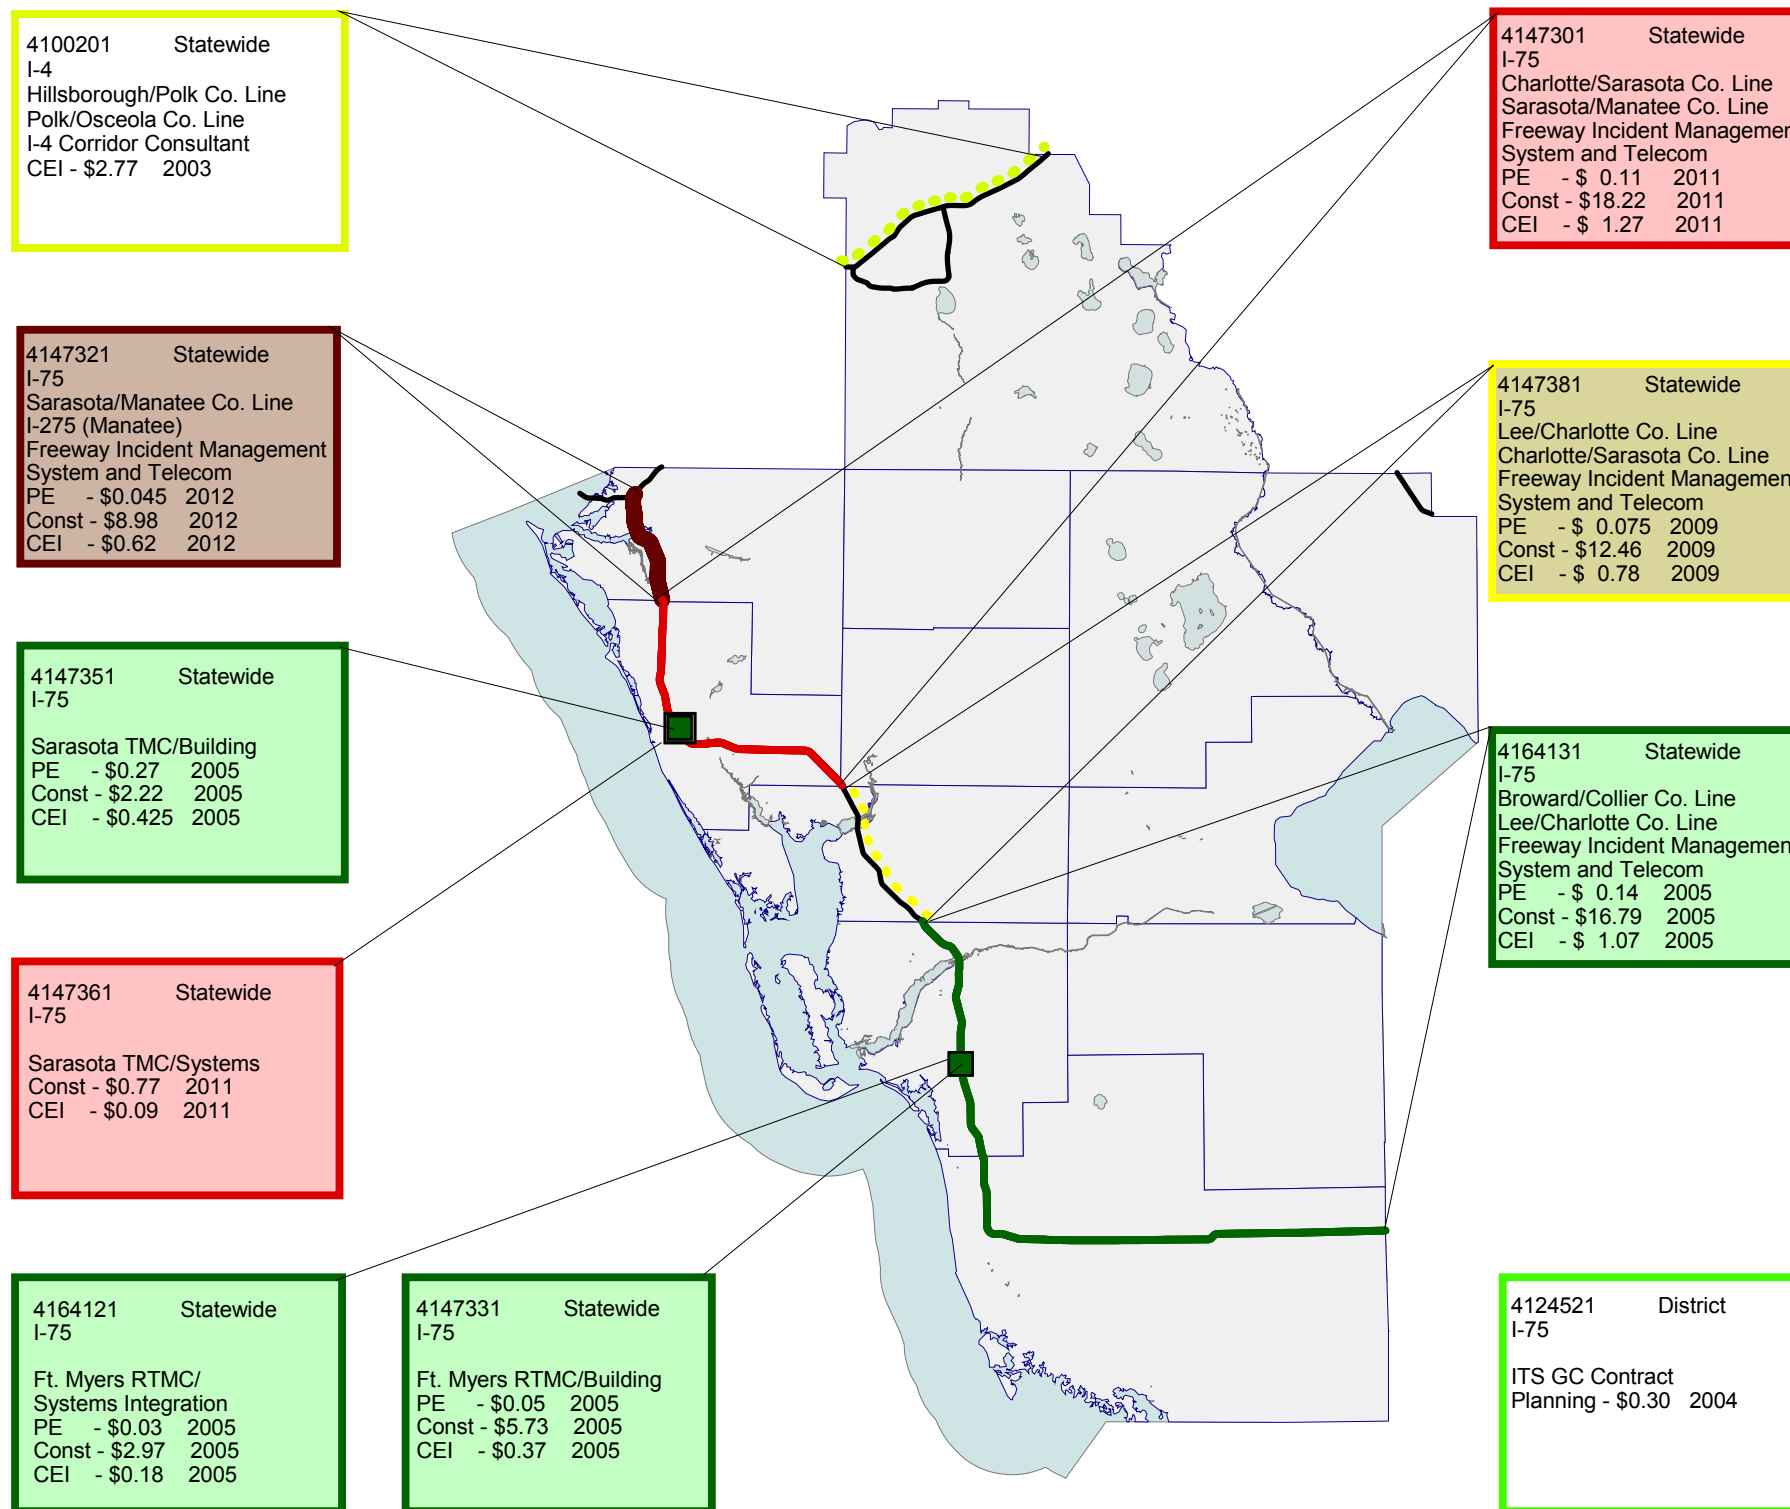 4100201 Statewide
I-4
Hillsborough/Polk Co. Line
Polk/Osceola Co. Line
I-4 Corridor Consultant
CEI - $2.77 2003
4147301 Statewide
I-75
Charlotte/Sarasota Co. Line
Sarasota/Manatee Co. Line
Freeway Incident Managemen
System and Telecom
PE - $ 0.11 2011
Const - $18.22 2011
CEI - $ 1.27 2011
4147321 Statewide
I-75
Sarasota/Manatee Co. Line
I-275 (Manatee)
Freeway Incident Management
System and Telecom
PE - $0.045 2012
Const - $8.98 2012
CEI - $0.62 2012
4147381 Statewide
I-75
Lee/Charlotte Co. Line
Charlotte/Sarasota Co. Line
Freeway Incident Managemen
System and Telecom
PE - $ 0.075 2009
Const - $12.46 2009
CEI - $ 0.78 2009
4147351 Statewide
I-75
Sarasota TMC/Building
PE - $0.27 2005
Const - $2.22 2005
CEI - $0.425 2005
4164131 Statewide
I-75
Broward/Collier Co. Line
Lee/Charlotte Co. Line
Freeway Incident Managemen
System and Telecom
PE - $ 0.14 2005
Const - $16.79 2005
CEI - $ 1.07 2005
4147361 Statewide
I-75
Sarasota TMC/Systems
Const - $0.77 2011
CEI - $0.09 2011
4164121 Statewide
I-75
Ft. Myers RTMC/
Systems Integration
PE - $0.03 2005
Const - $2.97 2005
CEI - $0.18 2005
4147331 Statewide
I-75
Ft. Myers RTMC/Building
PE - $0.05 2005
Const - $5.73 2005
CEI - $0.37 2005
4124521 District
I-75
ITS GC Contract
Planning - $0.30 2004